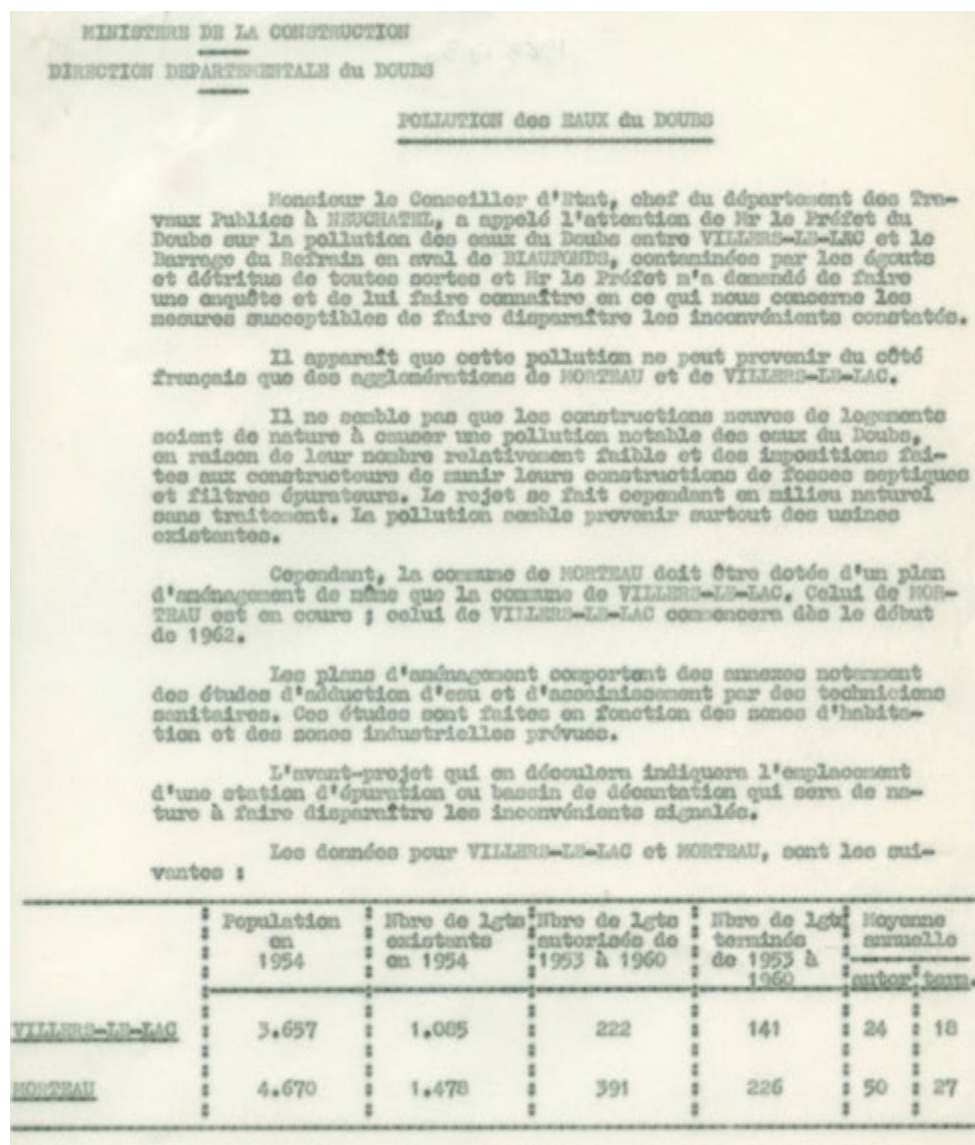 MINISTERE DE LA CONSTRUCTION
DIRECTION DEPARTEMENTALE du DOUBS
POLLUTION des EAUX du DOUBS
Monsieur le Conseiller d'Etat, chef du département des Tra-
vaux Publics à NEUCHATEL, a appelé l'attention de Mr le Préfet du
Doubs sur la pollution des eaux du Doubs entre VILLERS-LE-LAC et le
Barrage du Refrain en aval de BIAUFONDS, contaminées par les égouts
et détritus de toutes sortes et Mr le Préfet m'a demandé de faire
une enquête et de lui faire connaître en ce qui nous concerne les
mesures susceptibles de faire disparaître les inconvénients constatés.
Il apparaît que cette pollution ne peut provenir du côté
français que des agglomérations de MORTEAU et de VILLERS-LE-LAC.
Il ne semble pas que les constructions neuves de logements
soient de nature à causer une pollution notable des eaux du Doubs,
en raison de leur nombre relativement faible et des impositions fai-
tes aux constructeurs de munir leurs constructions de fosses septiques
et filtres épurateurs. Le rejet se fait cependant en milieu naturel
sans traitement. La pollution semble provenir surtout des usines
existantes.
Cependant, la commune de MORTEAU doit être dotée d'un plan
d'aménagement de même que la commune de VILLERS-LE-LAC. Celui de MOR-
TEAU est en cours ; celui de VILLERS-LE-LAC commencera dès le début
de 1962.
Les plans d'aménagement comportent des annexes notamment
des études d'adduction d'eau et d'assainissement par des techniciens
sanitaires. Ces études sont faites en fonction des zones d'habita-
tion et des zones industrielles prévues.
L'avant-projet qui en découlera indiquera l'emplacement
d'une station d'épuration ou bassin de décantation qui sera de na-
ture à faire disparaître les inconvénients signalés.
Les données pour VILLERS-LE-LAC et MORTEAU, sont les sui-
vantes :
Population en 1954 Nbre de lgts existants en 1954 Nbre de lgts autorisés de 1953 à 1960 Nbre de lgts terminés de 1953 à 1960 Moyenne annuelle
autor term.
VILLERS-LE-LAC 3.657 1.085 222 141 24 18
MORTEAU 4.670 1.478 391 226 50 27